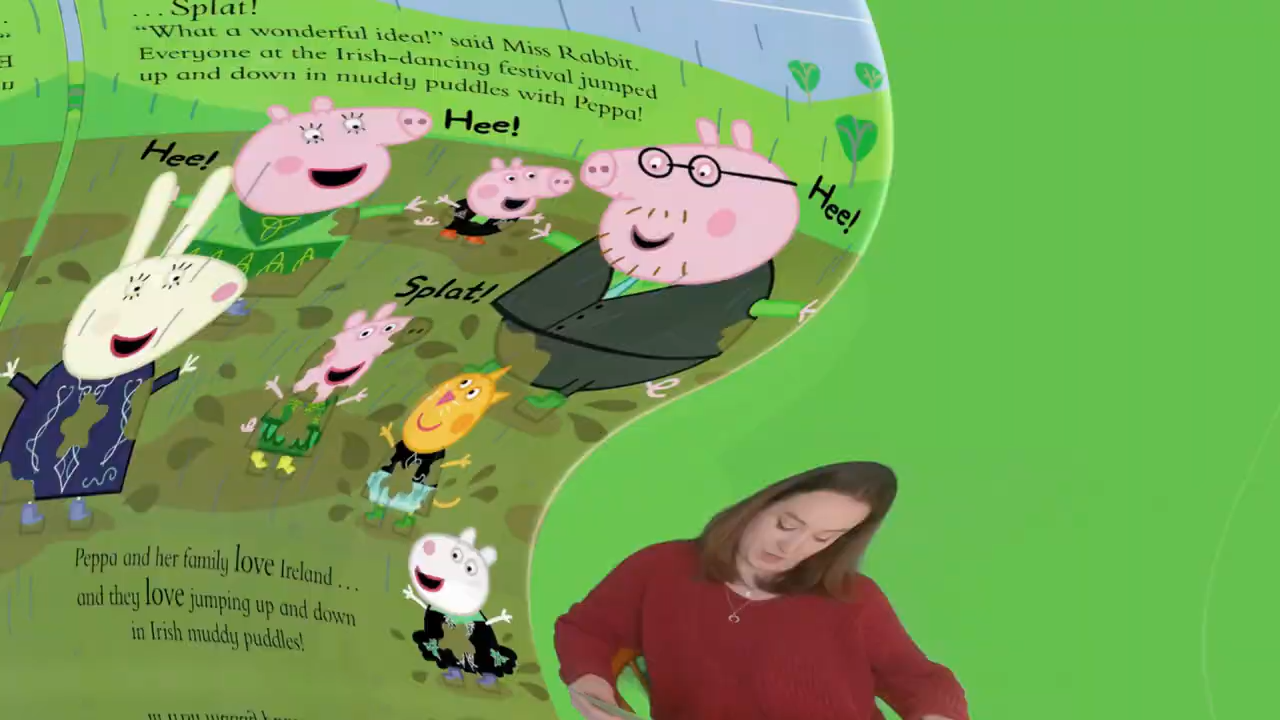 ...Splat!
“What a wonderful idea!” said Miss Rabbit.
Everyone at the Irish-dancing festival jumped
up and down in muddy puddles with Peppa!
Hee!
Hee!
Hee!
Splat!
Peppa and her family love Ireland ...
and they love jumping up and down
in Irish muddy puddles!